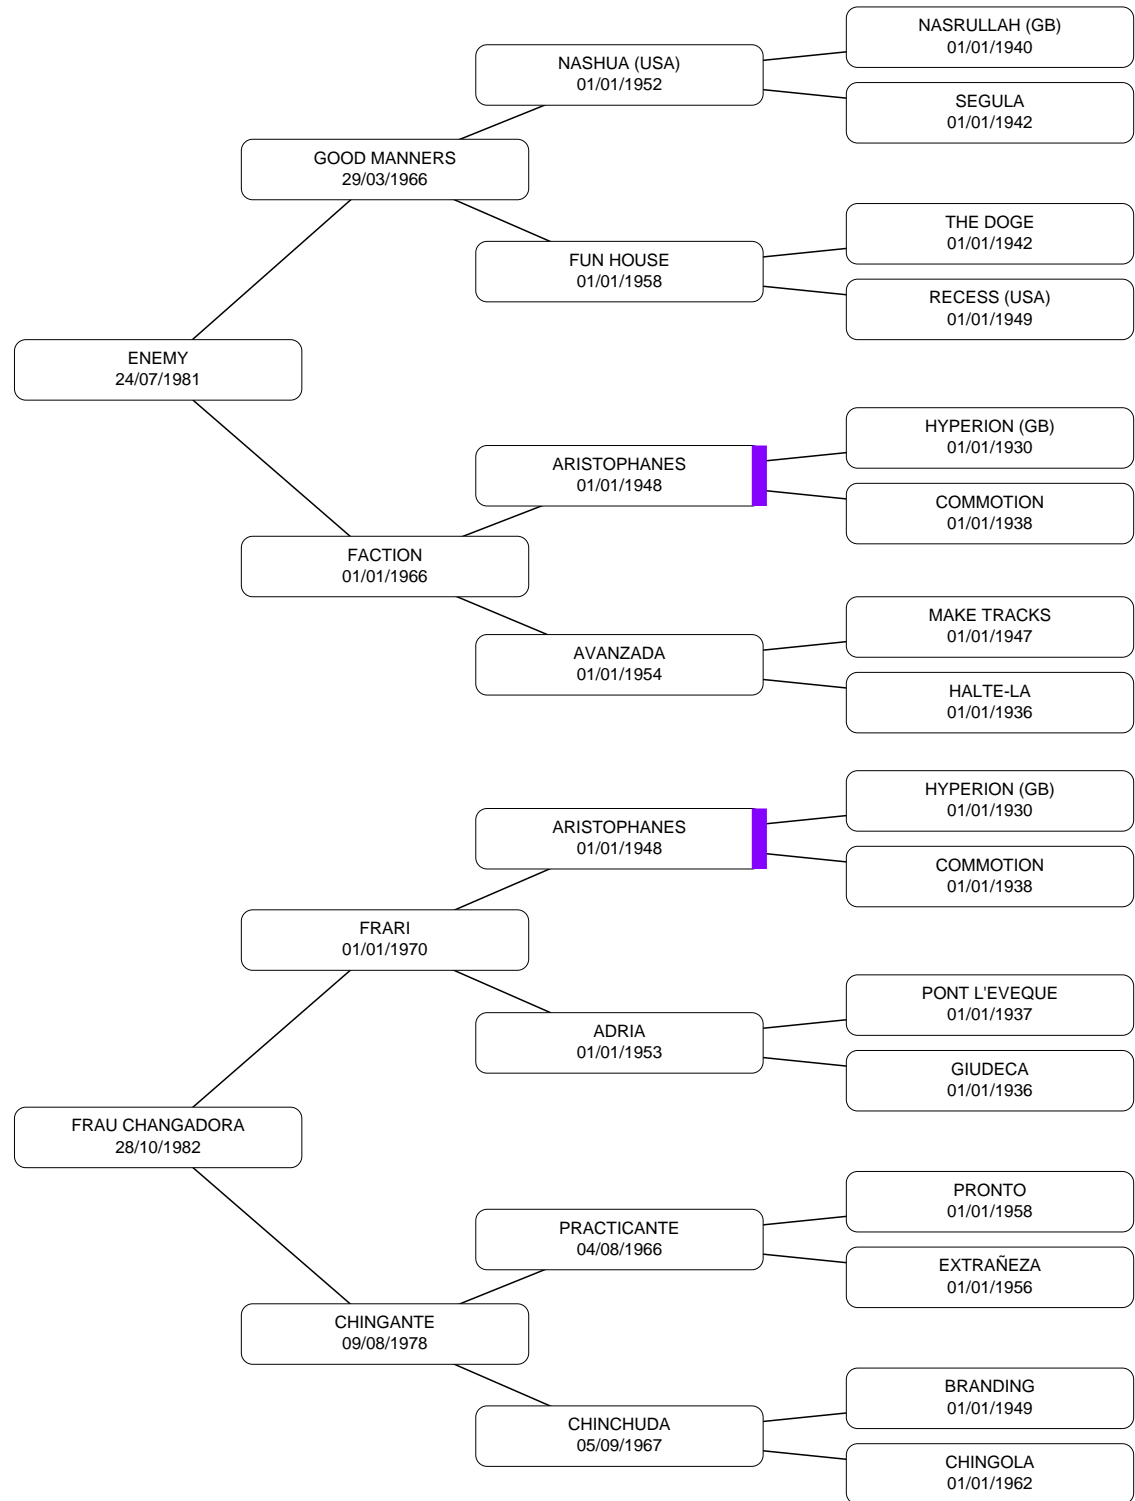 NASRULLAH (GB)
01/01/1940
NASHUA (USA)
01/01/1952
SEGULA
01/01/1942
GOOD MANNERS
29/03/1966
THE DOGE
01/01/1942
FUN HOUSE
01/01/1958
RECESS (USA)
01/01/1949
ENEMY
24/07/1981
HYPERION (GB)
01/01/1930
ARISTOPHANES
01/01/1948
COMMOTION
01/01/1938
FACTION
01/01/1966
MAKE TRACKS
01/01/1947
AVANZADA
01/01/1954
HALTE-LA
01/01/1936
HYPERION (GB)
01/01/1930
ARISTOPHANES
01/01/1948
COMMOTION
01/01/1938
FRARI
01/01/1970
PONT L'EVEQUE
01/01/1937
ADRIA
01/01/1953
GIUDECA
01/01/1936
FRAU CHANGADORA
28/10/1982
PRONTO
01/01/1958
PRACTICANTE
04/08/1966
EXTRAÑEZA
01/01/1956
CHINGANTE
09/08/1978
BRANDING
01/01/1949
CHINCHUDA
05/09/1967
CHINGOLA
01/01/1962